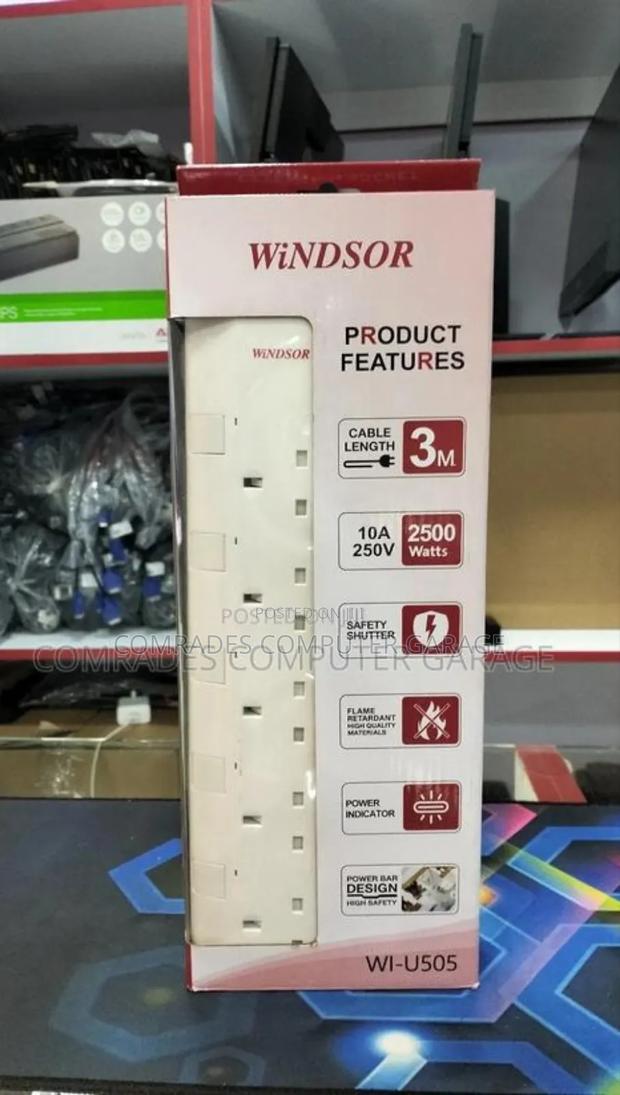 WiNDSOR
WiNDSOR
PRODUCT
FEATURES
CABLE
LENGTH
3M
10A
250V
2500
Watts
SAFETY
SHUTTER
POSTED ON
COMRADES COMPUTER GARAGE
COMRADES COMPUTER GARAGE
FLAME
RETARDANT
HIGH QUALITY
MATERIALS
POWER
INDICATOR
POWER BAR
DESIGN
HIGH SAFETY
WI-U505
PS